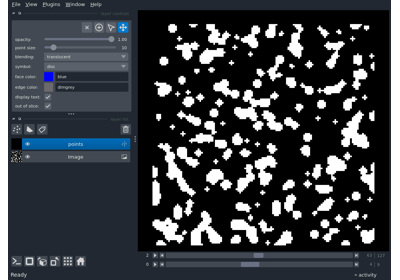 File View Plugins Window Help
opacity: 1.00
point size: 10
blending: translucent
symbol: disc
face color: blue
edge color: dimgrey
display text:
out of slice:
points
Image
2
0
Ready activity